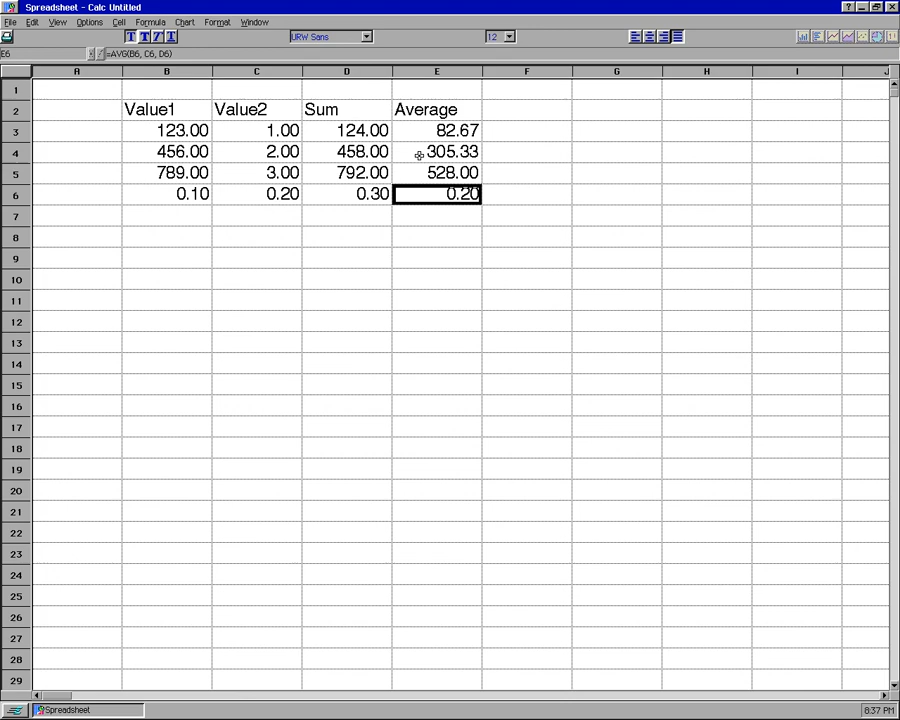 Spreadsheet - Calc Untitled
File Edit View Options Cell Formula Chart Format Window
T T T T URW Sans 12
E6 =AVG(B6, C6, D6)
A B C D E F G H I J
1
2 Value1 Value2 Sum Average
3 123.00 1.00 124.00 82.67
4 456.00 2.00 458.00 305.33
5 789.00 3.00 792.00 528.00
6 0.10 0.20 0.30 0.20
7
8
9
10
11
12
13
14
15
16
17
18
19
20
21
22
23
24
25
26
27
28
29
Spreadsheet 8:37 PM